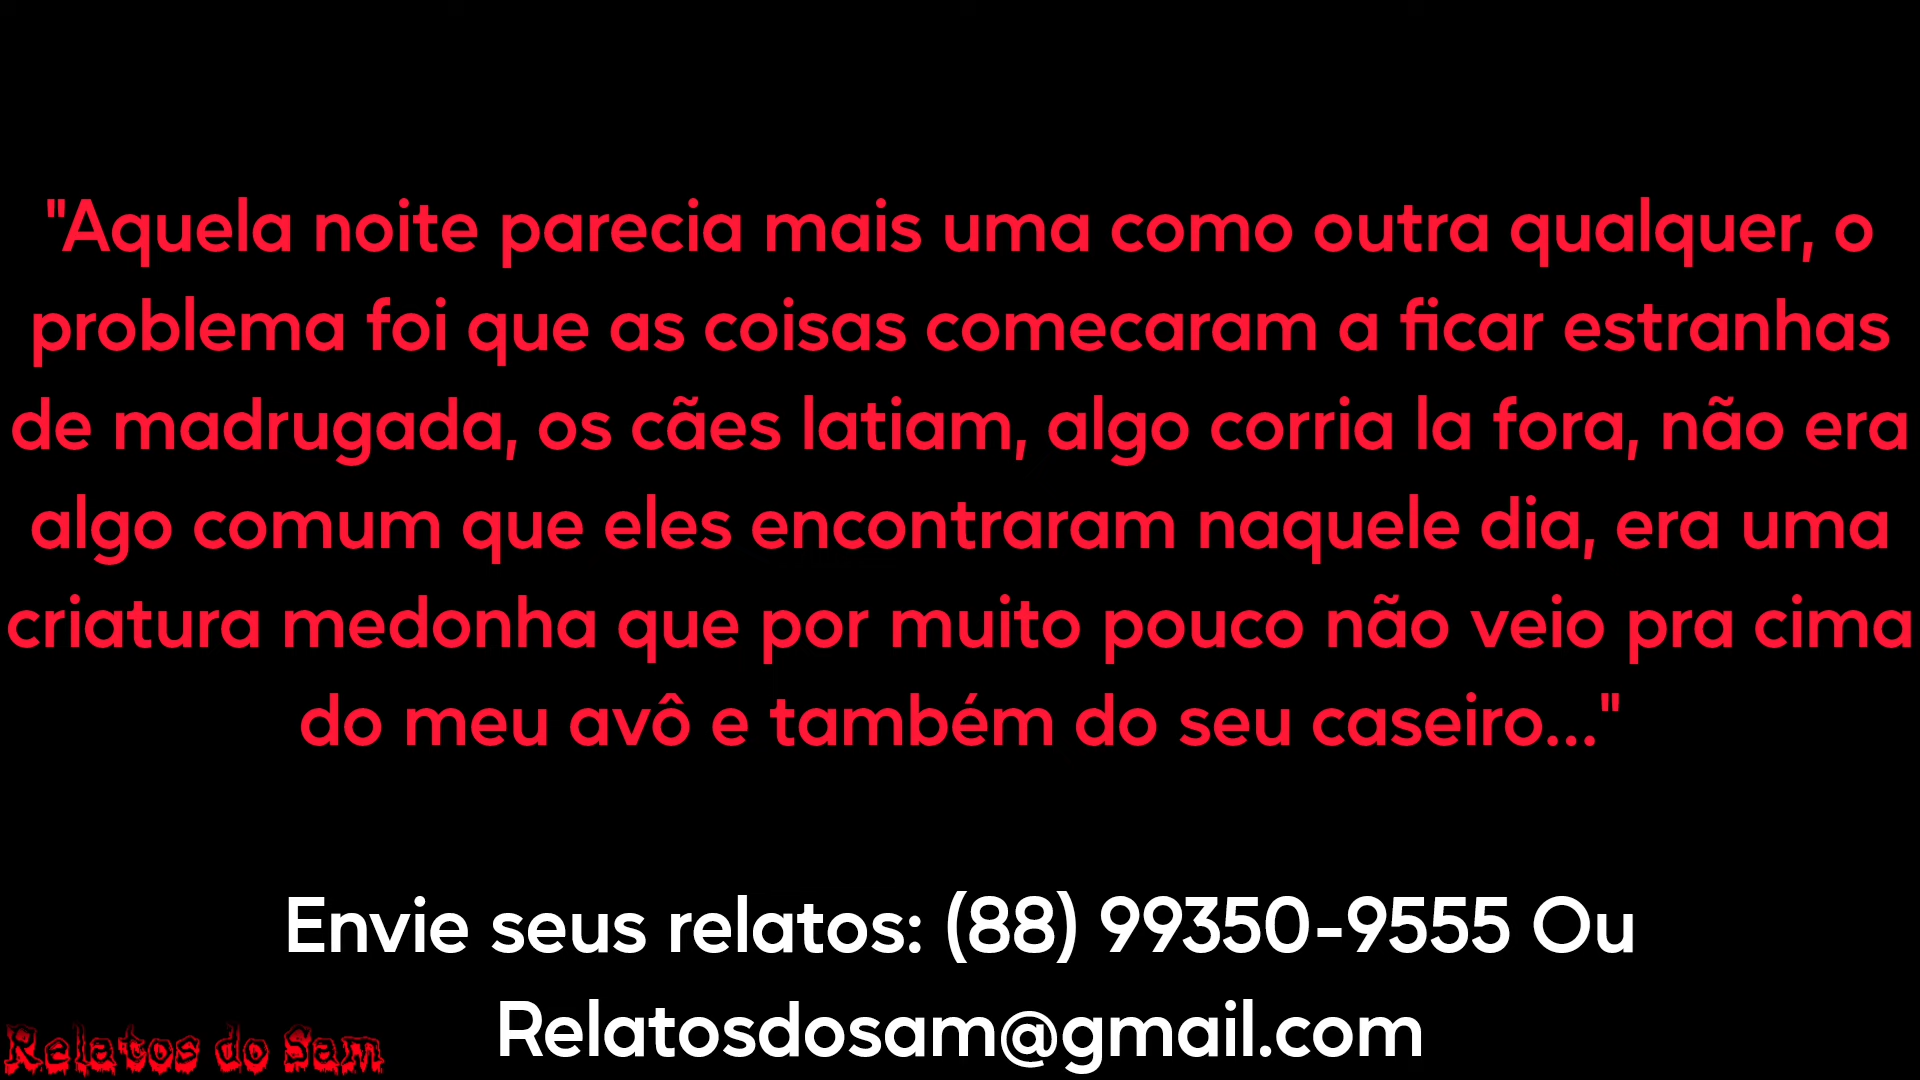 "Aquela noite parecia mais uma como outra qualquer, o
problema foi que as coisas comecaram a ficar estranhas
de madrugada, os cães latiam, algo corria la fora, não era
algo comum que eles encontraram naquele dia, era uma
criatura medonha que por muito pouco não veio pra cima
do meu avô e também do seu caseiro..."
Envie seus relatos: (88) 99350-9555 Ou
Relatosdosam@gmail.com
Relatos do Sam